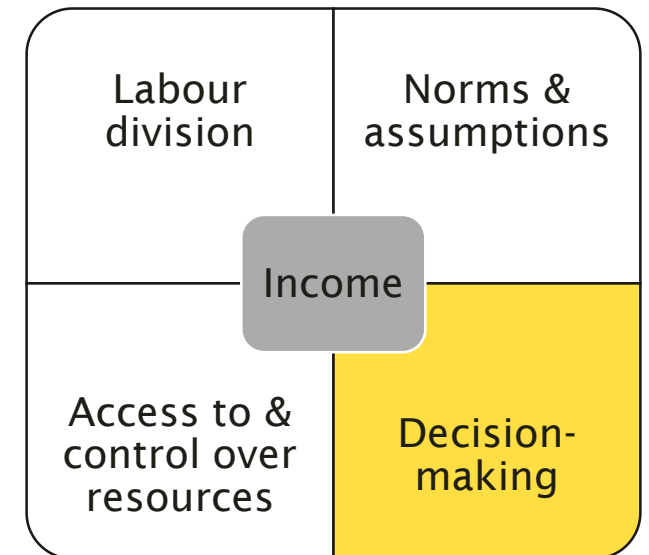 Labour
division
Norms &
assumptions
Income
Access to &
control over
resources
Decision-
making